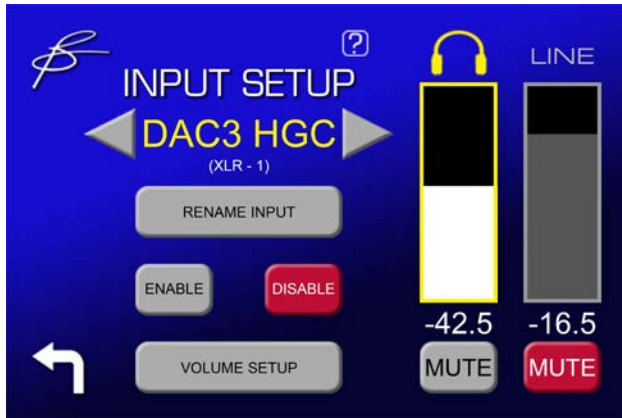 ?
INPUT SETUP
DAC3 HGC
(XLR - 1)
RENAME INPUT
ENABLE
DISABLE
VOLUME SETUP
LINE
-42.5
-16.5
MUTE
MUTE